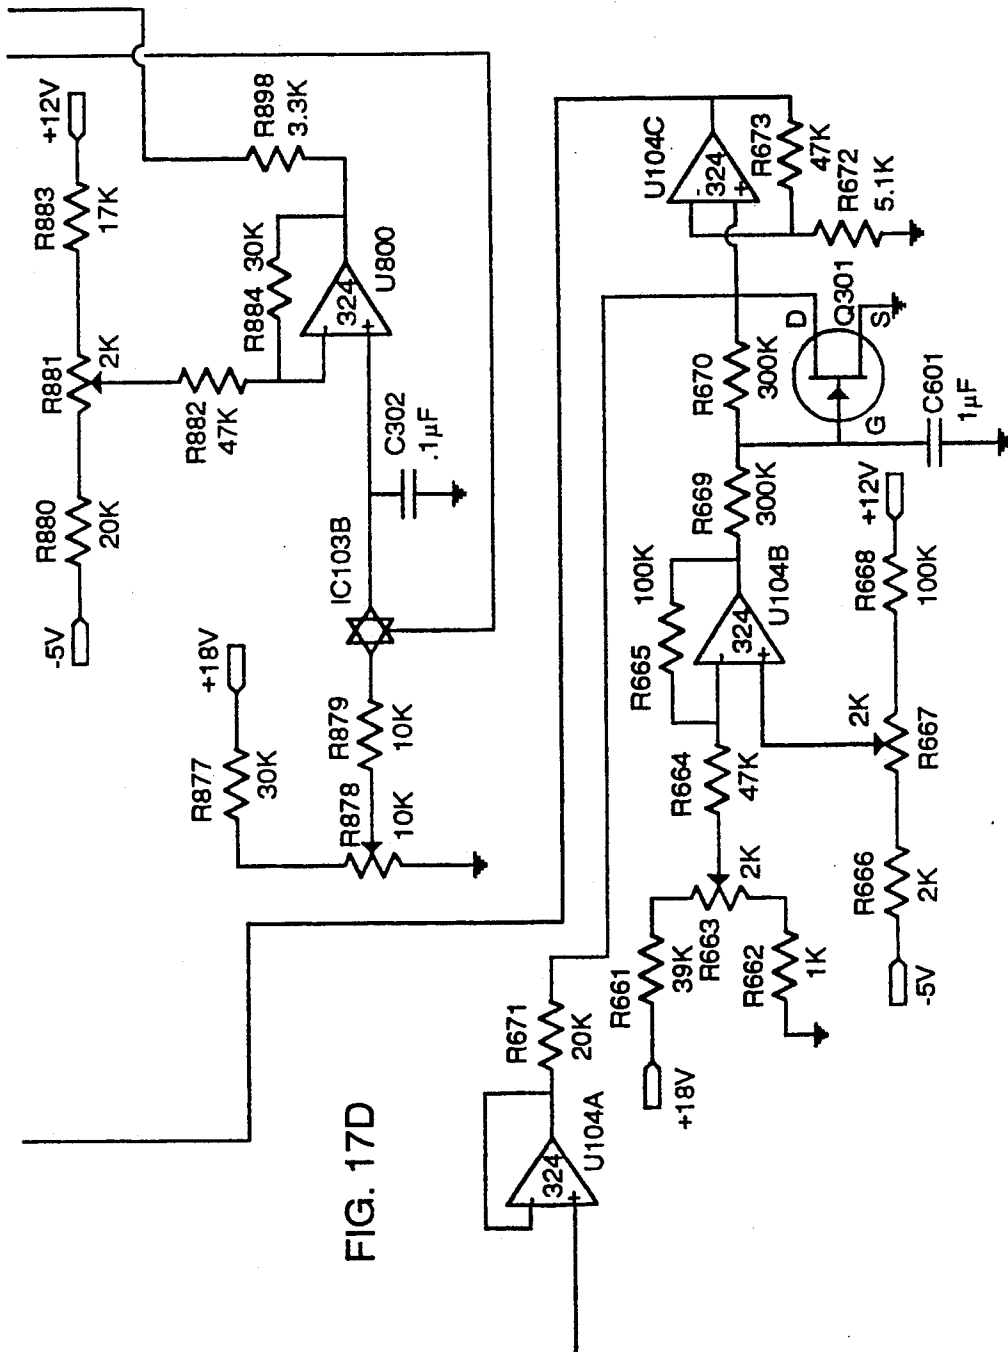 FIG. 17D
-5V
R880
20K
R881
2K
R883
17K
+12V
R882
47K
R884
30K
R898
3.3K
-
324
+
U800
+18V
R877
30K
R878
10K
R879
10K
IC103B
C302
.1µF
-
324
+
U104A
R671
20K
+18V
R661
39K
R663
2K
R662
1K
R664
47K
R665
100K
-
324
+
U104B
R669
300K
R670
300K
-5V
R666
2K
R667
2K
R668
100K
+12V
C601
1µF
G
D
S
Q301
U104C
-
324
+
R673
47K
R672
5.1K